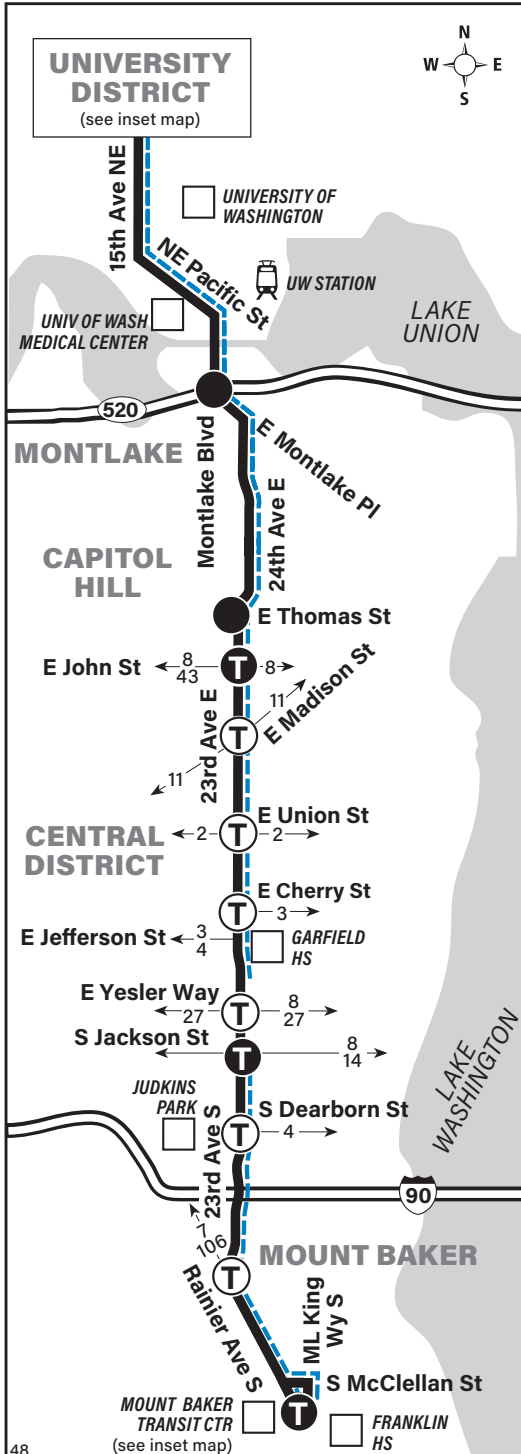 UNIVERSITY
DISTRICT
(see inset map)
N
W
E
S
15th Ave NE
UNIVERSITY OF
WASHINGTON
NE Pacific St
UW STATION
UNIV OF WASH
MEDICAL CENTER
LAKE
UNION
520
MONTLAKE
Montlake Blvd
E Montlake Pl
24th Ave E
CAPITOL
HILL
E Thomas St
E John St
8
43
T
8
E Madison St
11
T
11
23rd Ave E
CENTRAL
DISTRICT
E Union St
2
T
2
E Cherry St
T
3
E Jefferson St
3
4
GARFIELD
HS
E Yesler Way
27
T
8
27
S Jackson St
T
8
14
LAKE
WASHINGTON
JUDKINS
PARK
S Dearborn St
T
4
23rd Ave S
90
7
106
MOUNT BAKER
T
Rainier Ave S
ML King
Wy S
S McClellan St
T
MOUNT BAKER
TRANSIT CTR
(see inset map)
FRANKLIN
HS
48